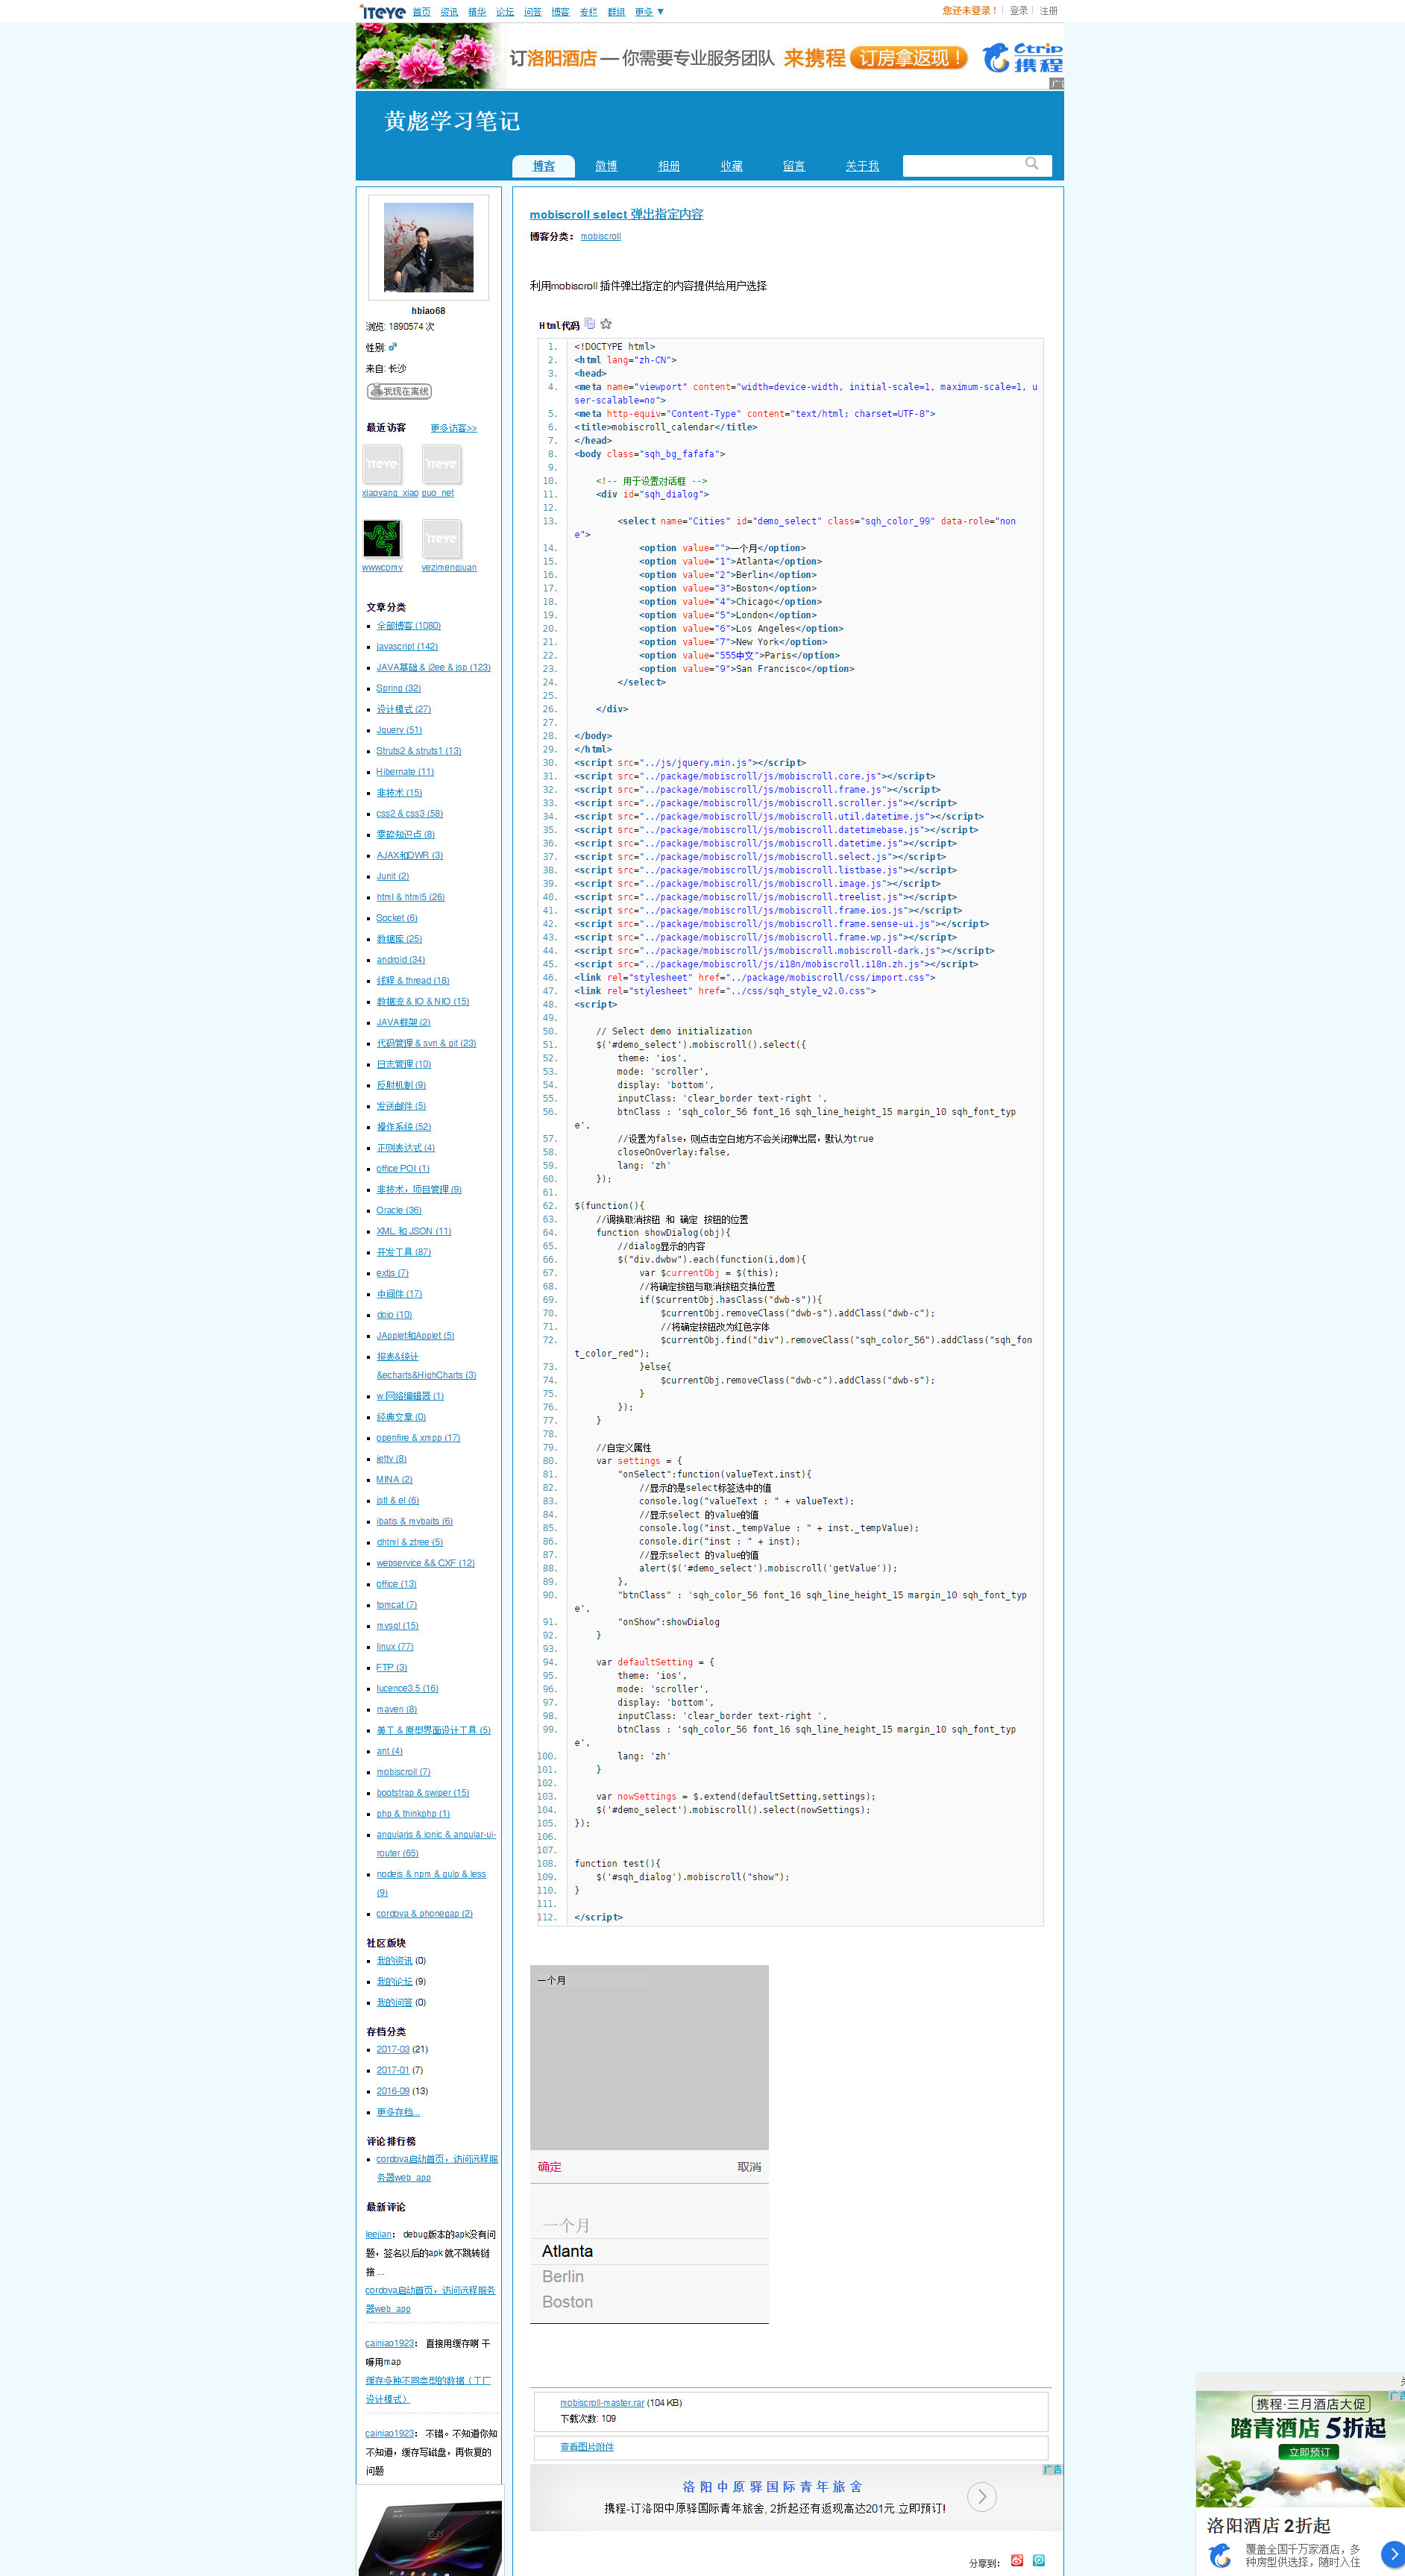 ITeye 首页 资讯 精华 论坛 问答 博客 专栏 群组 更多 ▼ 您还未登录 ! 登录 注册
订洛阳酒店 — 你需要专业服务团队 来携程 订房拿返现！ Ctrip 携程
黄彪学习笔记
博客 微博 相册 收藏 留言 关于我
hbiao68
浏览: 1890574 次
性别:
来自: 长沙
我现在离线
最近访客 更多访客>>
xiaoyang_xiao guo_net
wwwcomy yezimengjuan
文章分类
全部博客 (1080)
javascript (142)
JAVA基础 & j2ee & jsp (123)
Spring (32)
设计模式 (27)
Jquery (51)
Struts2 & struts1 (13)
Hibernate (11)
非技术 (15)
css2 & css3 (58)
零碎知识点 (8)
AJAX和DWR (3)
Junit (2)
html & html5 (26)
Socket (6)
数据库 (25)
android (34)
线程 & thread (18)
数据流 & IO & NIO (15)
JAVA框架 (2)
代码管理 & svn & git (23)
日志管理 (10)
反射机制 (9)
发送邮件 (5)
操作系统 (52)
正则表达式 (4)
office POI (1)
非技术，项目管理 (9)
Oracle (36)
XML 和 JSON (11)
开发工具 (87)
extjs (7)
中间件 (17)
dojo (10)
JApplet和Applet (5)
报表&统计
&echarts&HighCharts (3)
w 网络编辑器 (1)
经典文章 (0)
openfire & xmpp (17)
jetty (8)
MINA (2)
jstl & el (6)
ibatis & mybaits (6)
dhtml & ztree (5)
webservice && CXF (12)
office (13)
tomcat (7)
mysql (15)
linux (77)
FTP (3)
lucence3.5 (16)
maven (8)
美工 & 原型界面设计工具 (5)
ant (4)
mobiscroll (7)
bootstrap & swiper (15)
php & thinkphp (1)
angularjs & ionic & angular-ui-
router (65)
nodejs & npm & gulp & less
(9)
cordova & phonegap (2)
社区版块
我的资讯 (0)
我的论坛 (9)
我的问答 (0)
存档分类
2017-03 (21)
2017-01 (7)
2016-09 (13)
更多存档...
评论排行榜
cordova启动首页，访问远程服
务器web_app
最新评论
leejian： debug版本的apk没有问
题，签名以后的apk 就不跳转链
接 ...
cordova启动首页，访问远程服务
器web_app
cainiao1923： 直接用缓存啊 干
嘛用map
缓存多种不同类型的数据（工厂
设计模式）
cainiao1923： 不错。不知道你知
不知道，缓存写磁盘，再恢复的
问题
mobiscroll select 弹出指定内容
博客分类： mobiscroll
利用mobiscroll 插件弹出指定的内容提供给用户选择
Html代码
1. <!DOCTYPE html>
2. <html lang="zh-CN">
3. <head>
4. <meta name="viewport" content="width=device-width, initial-scale=1, maximum-scale=1, u
ser-scalable=no">
5. <meta http-equiv="Content-Type" content="text/html; charset=UTF-8">
6. <title>mobiscroll_calendar</title>
7. </head>
8. <body class="sqh_bg_fafafa">
9.
10. <!-- 用于设置对话框 -->
11. <div id="sqh_dialog">
12.
13. <select name="Cities" id="demo_select" class="sqh_color_99" data-role="non
e">
14. <option value="">一个月</option>
15. <option value="1">Atlanta</option>
16. <option value="2">Berlin</option>
17. <option value="3">Boston</option>
18. <option value="4">Chicago</option>
19. <option value="5">London</option>
20. <option value="6">Los Angeles</option>
21. <option value="7">New York</option>
22. <option value="555中文">Paris</option>
23. <option value="9">San Francisco</option>
24. </select>
25.
26. </div>
27.
28. </body>
29. </html>
30. <script src="../js/jquery.min.js"></script>
31. <script src="../package/mobiscroll/js/mobiscroll.core.js"></script>
32. <script src="../package/mobiscroll/js/mobiscroll.frame.js"></script>
33. <script src="../package/mobiscroll/js/mobiscroll.scroller.js"></script>
34. <script src="../package/mobiscroll/js/mobiscroll.util.datetime.js"></script>
35. <script src="../package/mobiscroll/js/mobiscroll.datetimebase.js"></script>
36. <script src="../package/mobiscroll/js/mobiscroll.datetime.js"></script>
37. <script src="../package/mobiscroll/js/mobiscroll.select.js"></script>
38. <script src="../package/mobiscroll/js/mobiscroll.listbase.js"></script>
39. <script src="../package/mobiscroll/js/mobiscroll.image.js"></script>
40. <script src="../package/mobiscroll/js/mobiscroll.treelist.js"></script>
41. <script src="../package/mobiscroll/js/mobiscroll.frame.ios.js"></script>
42. <script src="../package/mobiscroll/js/mobiscroll.frame.sense-ui.js"></script>
43. <script src="../package/mobiscroll/js/mobiscroll.frame.wp.js"></script>
44. <script src="../package/mobiscroll/js/mobiscroll.mobiscroll-dark.js"></script>
45. <script src="../package/mobiscroll/js/i18n/mobiscroll.i18n.zh.js"></script>
46. <link rel="stylesheet" href="../package/mobiscroll/css/import.css">
47. <link rel="stylesheet" href="../css/sqh_style_v2.0.css">
48. <script>
49.
50. // Select demo initialization
51. $('#demo_select').mobiscroll().select({
52. theme: 'ios',
53. mode: 'scroller',
54. display: 'bottom',
55. inputClass: 'clear_border text-right ',
56. btnClass : 'sqh_color_56 font_16 sqh_line_height_15 margin_10 sqh_font_typ
e',
57. //设置为false，则点击空白地方不会关闭弹出层，默认为true
58. closeOnOverlay:false,
59. lang: 'zh'
60. });
61.
62. $(function(){
63. //调换取消按钮 和 确定 按钮的位置
64. function showDialog(obj){
65. //dialog显示的内容
66. $("div.dwbw").each(function(i,dom){
67. var $currentObj = $(this);
68. //将确定按钮与取消按钮交换位置
69. if($currentObj.hasClass("dwb-s")){
70. $currentObj.removeClass("dwb-s").addClass("dwb-c");
71. //将确定按钮改为红色字体
72. $currentObj.find("div").removeClass("sqh_color_56").addClass("sqh_fon
t_color_red");
73. }else{
74. $currentObj.removeClass("dwb-c").addClass("dwb-s");
75. }
76. });
77. }
78.
79. //自定义属性
80. var settings = {
81. "onSelect":function(valueText,inst){
82. //显示的是select标签选中的值
83. console.log("valueText : " + valueText);
84. //显示select 的value的值
85. console.log("inst._tempValue : " + inst._tempValue);
86. console.dir("inst : " + inst);
87. //显示select 的value的值
88. alert($('#demo_select').mobiscroll('getValue'));
89. },
90. "btnClass" : 'sqh_color_56 font_16 sqh_line_height_15 margin_10 sqh_font_typ
e',
91. "onShow":showDialog
92. }
93.
94. var defaultSetting = {
95. theme: 'ios',
96. mode: 'scroller',
97. display: 'bottom',
98. inputClass: 'clear_border text-right ',
99. btnClass : 'sqh_color_56 font_16 sqh_line_height_15 margin_10 sqh_font_typ
e',
100. lang: 'zh'
101. }
102.
103. var nowSettings = $.extend(defaultSetting,settings);
104. $('#demo_select').mobiscroll().select(nowSettings);
105. });
106.
107.
108. function test(){
109. $('#sqh_dialog').mobiscroll("show");
110. }
111.
112. </script>
一个月
确定 取消
一个月
Atlanta
Berlin
Boston
mobiscroll-master.rar (104 KB)
下载次数: 109
查看图片附件
广告
洛阳中原驿国际青年旅舍
携程-订洛阳中原驿国际青年旅舍, 2折起还有返现高达201元.立即预订!
分享到：
携程·三月酒店大促
踏青酒店 5折起
立即预订
洛阳酒店 2折起
覆盖全国千万家酒店，多
种房型供选择，随时入住